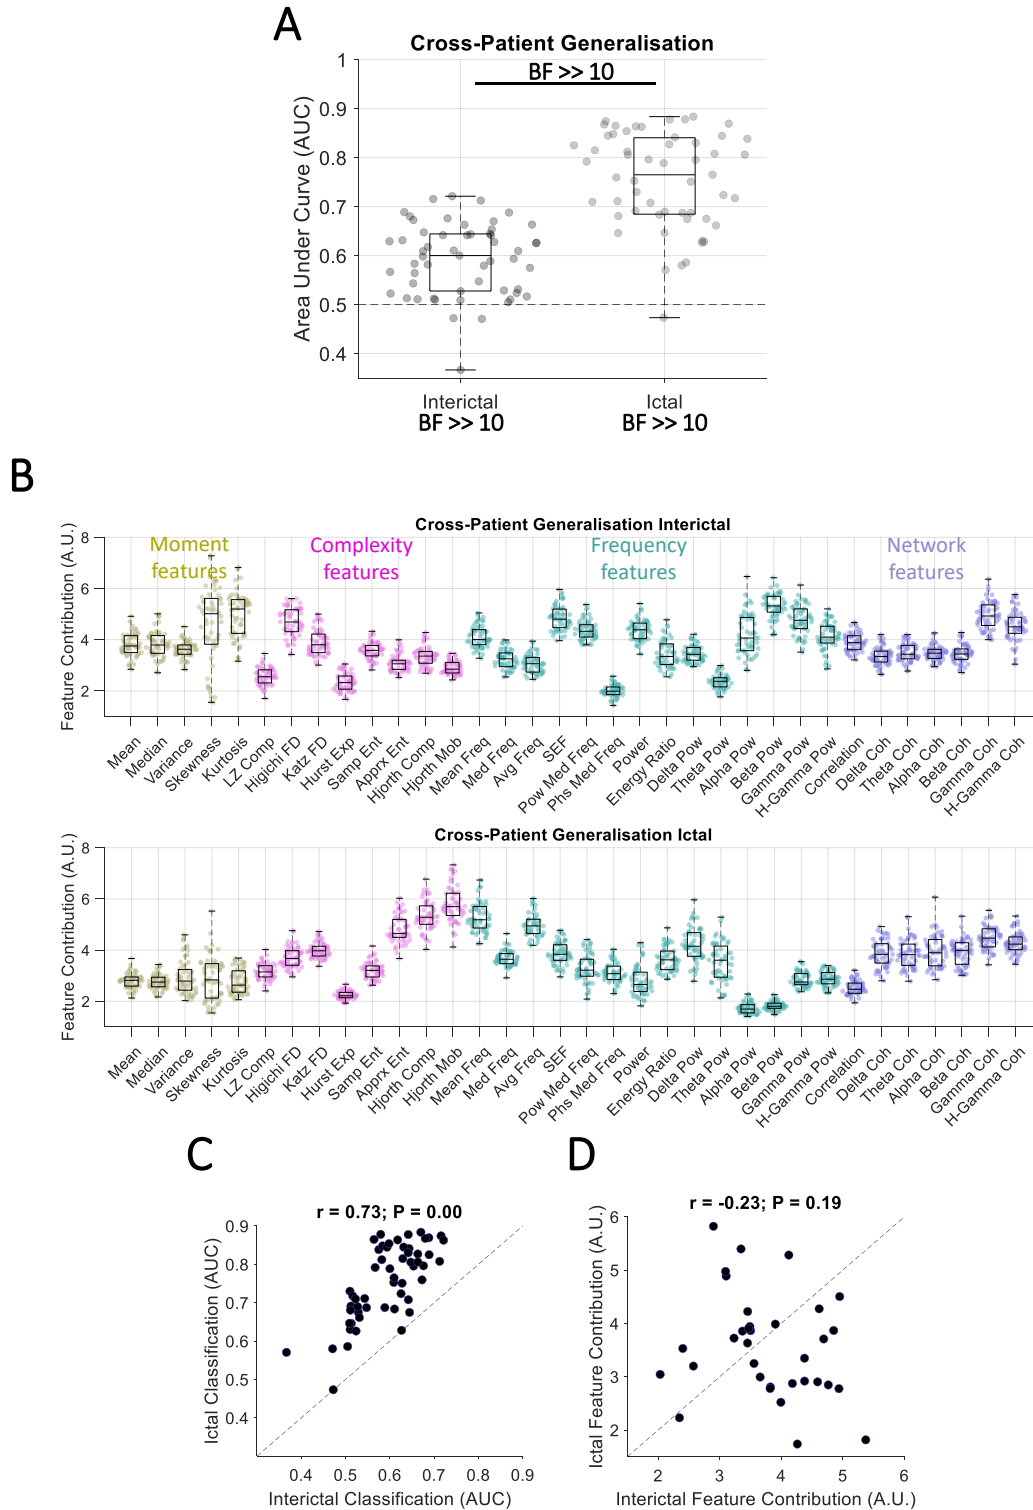 A
Cross-Patient Generalisation
BF >> 10
1
0.9
0.8
0.7
0.6
0.5
0.4
Area Under Curve (AUC)
Interictal
Ictal
BF >> 10
BF >> 10
B
Cross-Patient Generalisation Interictal
Moment
features
Complexity
features
Frequency
features
Network
features
8
6
4
2
Feature Contribution (A.U.)
Mean
Median
Variance
Skewness
Kurtosis
LZ Comp
Higichi FD
Katz FD
Hurst Exp
Samp Ent
Apprx Ent
Hjorth Comp
Hjorth Mob
Mean Freq
Med Freq
Avg Freq
SEF
Pow Med Freq
Phs Med Freq
Power
Energy Ratio
Delta Pow
Theta Pow
Alpha Pow
Beta Pow
Gamma Pow
H-Gamma Pow
Correlation
Delta Coh
Theta Coh
Alpha Coh
Beta Coh
Gamma Coh
H-Gamma Coh
Cross-Patient Generalisation Ictal
8
6
4
2
Feature Contribution (A.U.)
Mean
Median
Variance
Skewness
Kurtosis
LZ Comp
Higichi FD
Katz FD
Hurst Exp
Samp Ent
Apprx Ent
Hjorth Comp
Hjorth Mob
Mean Freq
Med Freq
Avg Freq
SEF
Pow Med Freq
Phs Med Freq
Power
Energy Ratio
Delta Pow
Theta Pow
Alpha Pow
Beta Pow
Gamma Pow
H-Gamma Pow
Correlation
Delta Coh
Theta Coh
Alpha Coh
Beta Coh
Gamma Coh
H-Gamma Coh
C
r = 0.73; P = 0.00
0.9
0.8
0.7
0.6
0.5
0.4
Ictal Classification (AUC)
0.4
0.5
0.6
0.7
0.8
0.9
Interictal Classification (AUC)
D
r = -0.23; P = 0.19
6
5
4
3
2
Ictal Feature Contribution (A.U.)
2
3
4
5
6
Interictal Feature Contribution (A.U.)